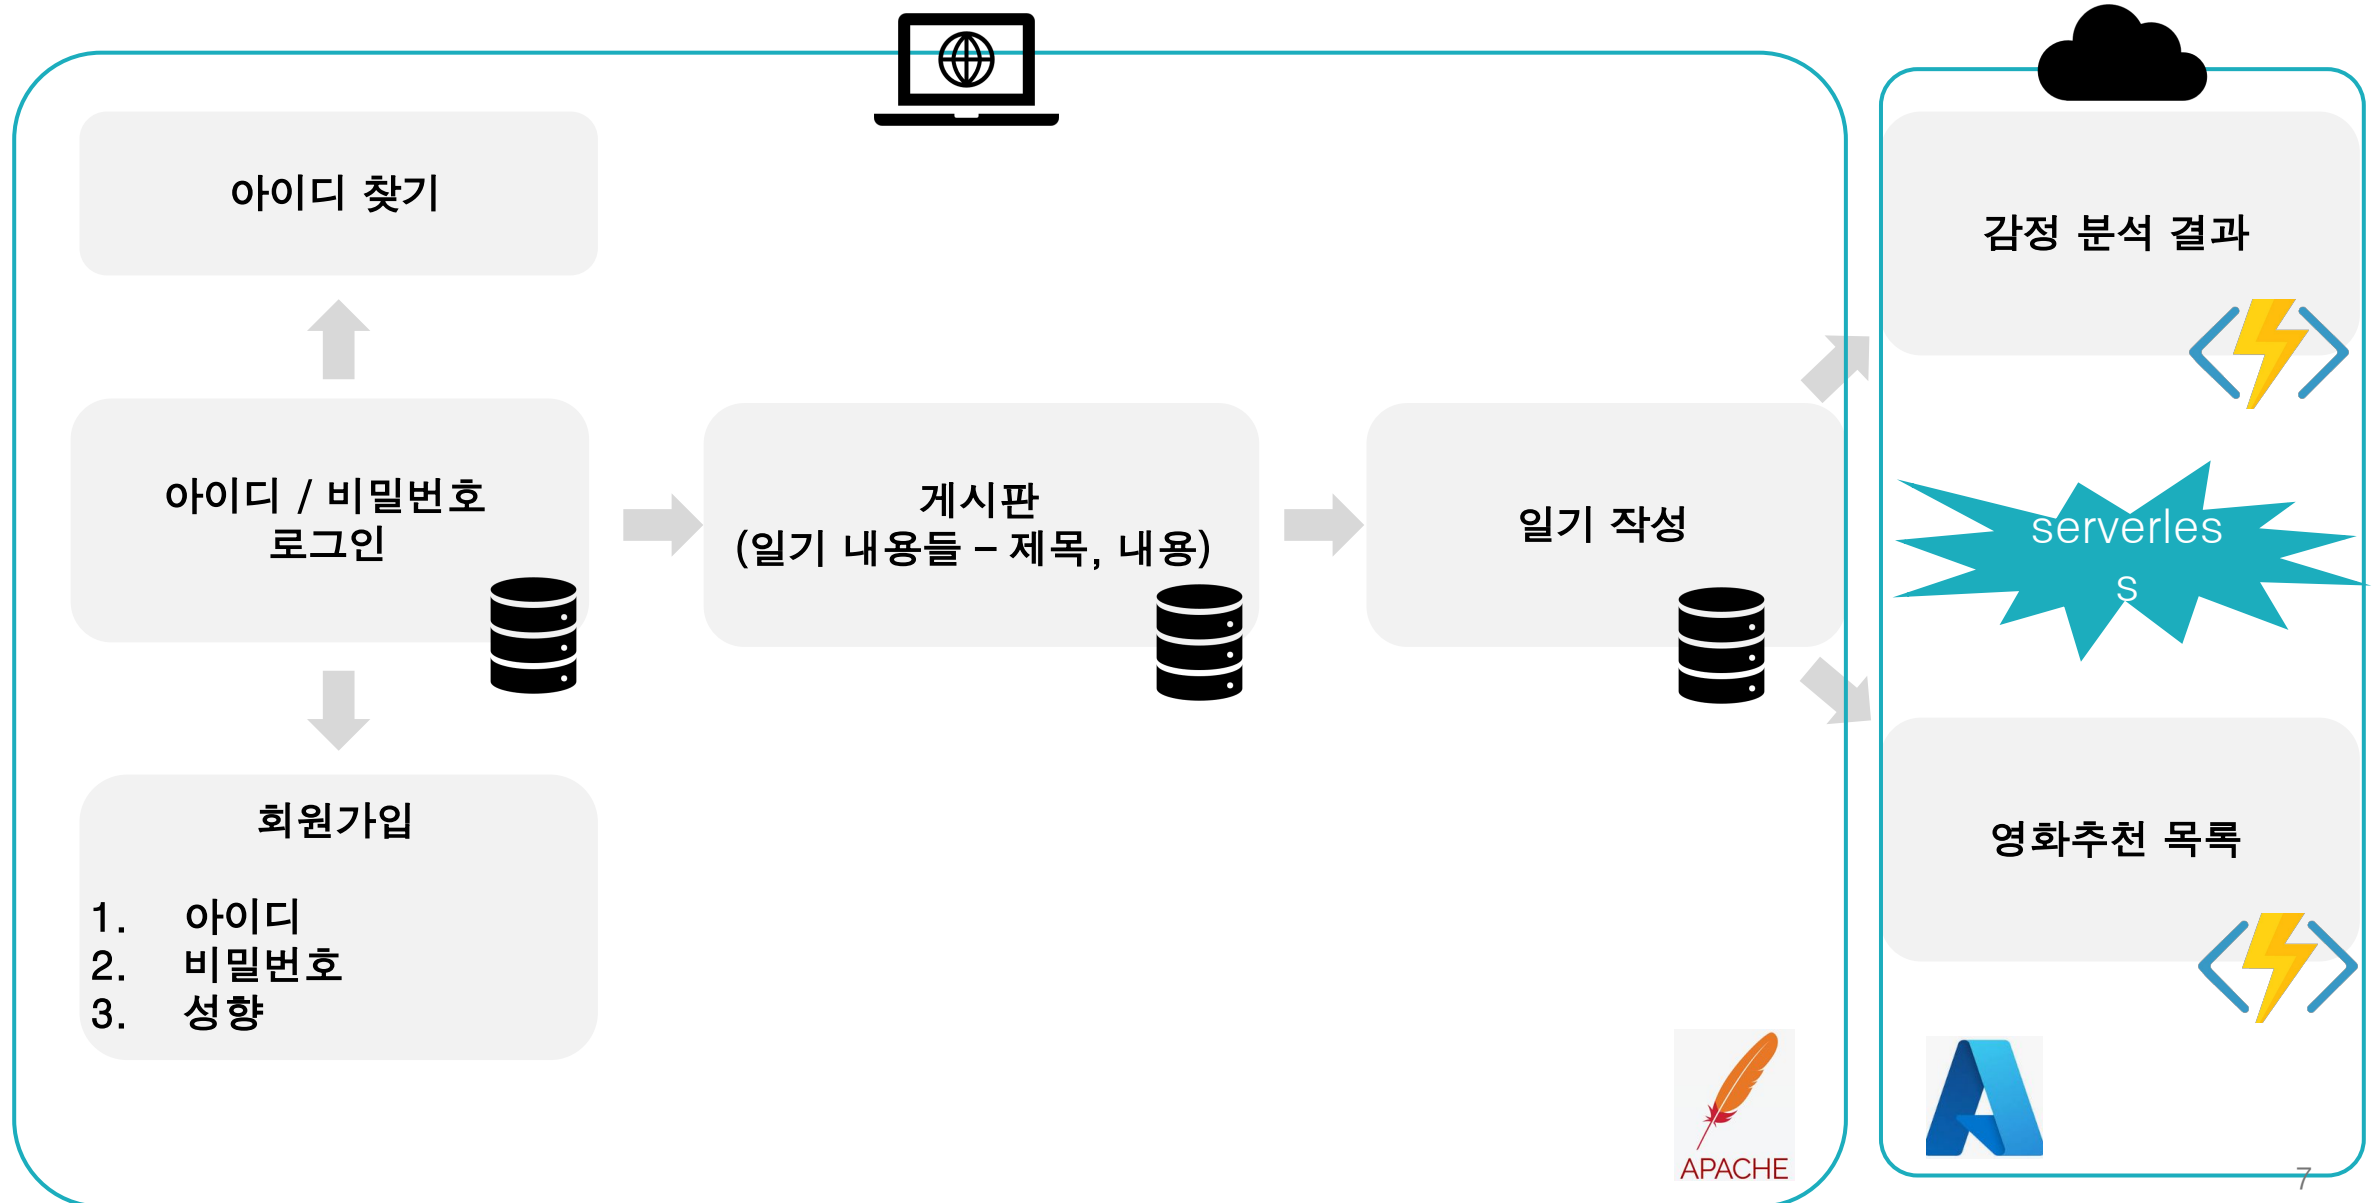 아이디 찾기
아이디 / 비밀번호
로그인
회원가입
1. 아이디
2. 비밀번호
3. 성향
게시판
(일기 내용들 – 제목, 내용)
일기 작성
APACHE
감정 분석 결과
serverles
s
영화추천 목록
7